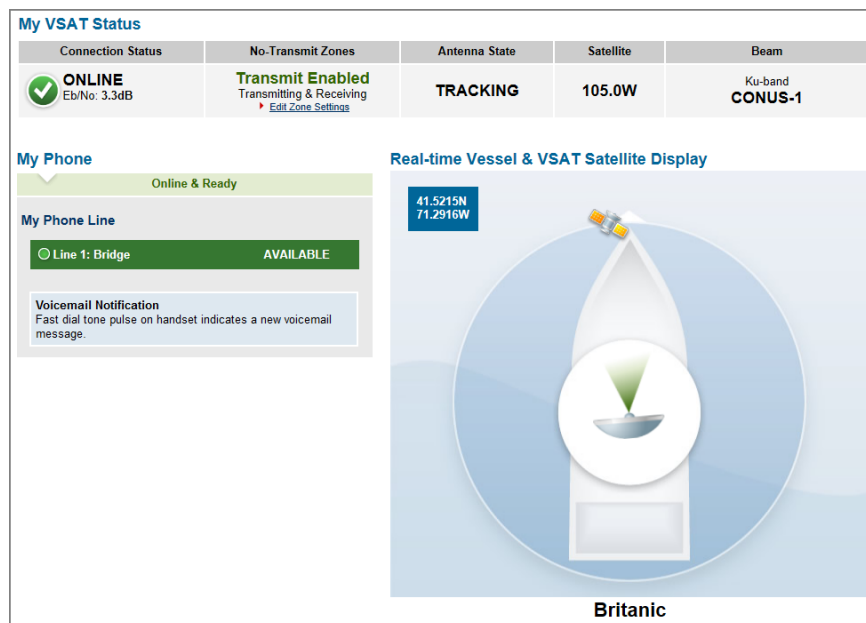 My VSAT Status
Connection Status No-Transmit Zones Antenna State Satellite Beam
ONLINE
Eb/No: 3.3dB
Transmit Enabled
Transmitting & Receiving
Edit Zone Settings
TRACKING
105.0W
Ku-band
CONUS-1
My Phone
Online & Ready
My Phone Line
Line 1: Bridge AVAILABLE
Voicemail Notification
Fast dial tone pulse on handset indicates a new voicemail
message.
Real-time Vessel & VSAT Satellite Display
41.5215N
71.2916W
Britanic